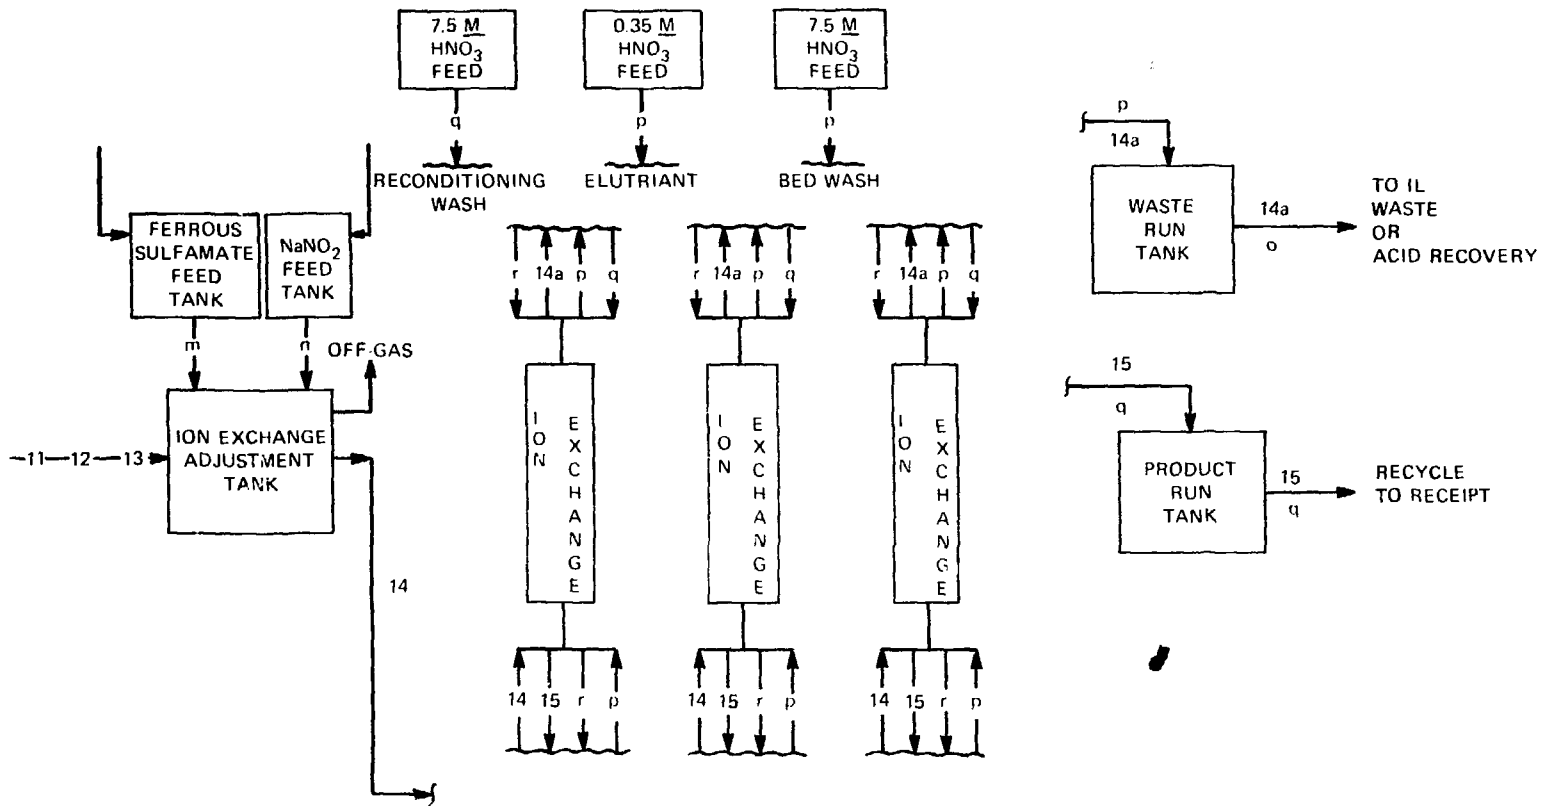 7.5 M
HNO3
FEED
0.35 M
HNO3
FEED
7.5 M
HNO3
FEED
q
p
p
RECONDITIONING
WASH
ELUTRIANT
BED WASH
p
14a
WASTE
RUN
TANK
14a
o
TO IL
WASTE
OR
ACID RECOVERY
FERROUS
SULFAMATE
FEED
TANK
NaNO2
FEED
TANK
m
n
OFF-GAS
11 12 13
ION EXCHANGE
ADJUSTMENT
TANK
14
r 14a p q
ION
EXCHANGE
14 15 r p
r 14a p q
ION
EXCHANGE
14 15 r p
r 14a p q
ION
EXCHANGE
14 15 r p
15
q
PRODUCT
RUN
TANK
15
q
RECYCLE
TO RECEIPT